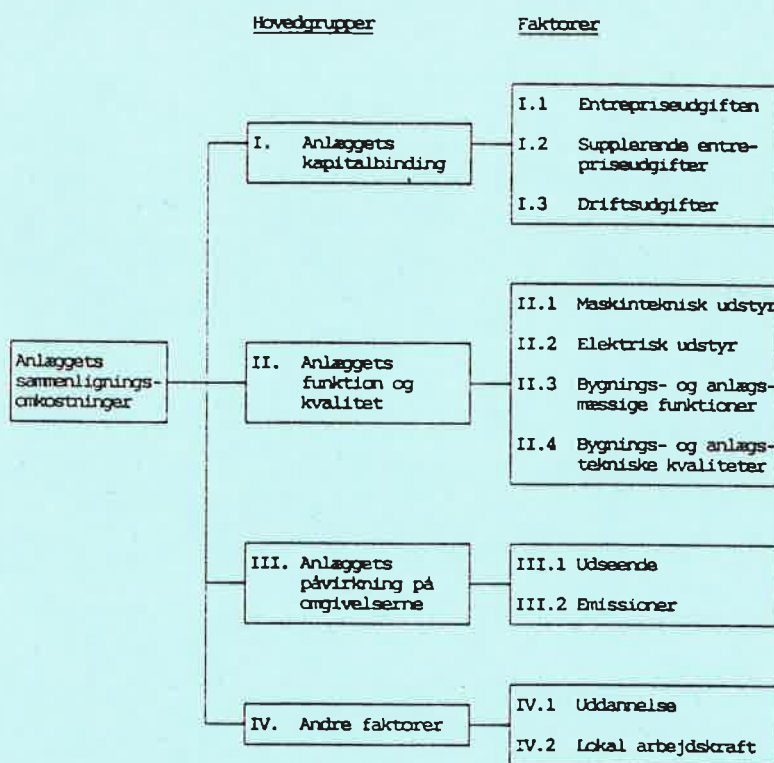 Hovedgrupper
Faktorer
Anlæggets
sammenlignings-
omkostninger
I. Anlæggets
kapitalbinding
I.1 Entrepriseudgiften
I.2 Supplerende entre-
priseudgifter
I.3 Driftsudgifter
II. Anlæggets
funktion og
kvalitet
II.1 Maskinteknisk udstyr
II.2 Elektrisk udstyr
II.3 Bygnings- og anlægs-
mæssige funktioner
II.4 Bygnings- og anlægs-
tekniske kvaliteter
III. Anlæggets
påvirkning på
omgivelserne
III.1 Udseende
III.2 Emissioner
IV. Andre faktorer
IV.1 Uddannelse
IV.2 Lokal arbejdskraft